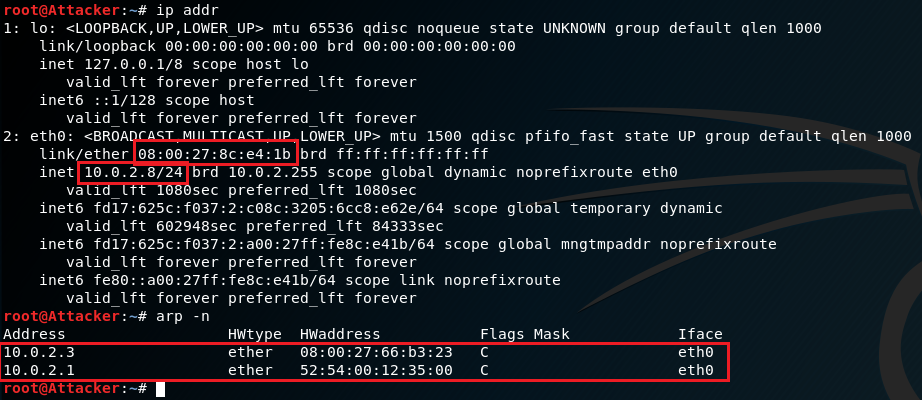 root@Attacker:~# ip addr
1: lo: <LOOPBACK,UP,LOWER_UP> mtu 65536 qdisc noqueue state UNKNOWN group default qlen 1000
    link/loopback 00:00:00:00:00:00 brd 00:00:00:00:00:00
    inet 127.0.0.1/8 scope host lo
       valid_lft forever preferred_lft forever
    inet6 ::1/128 scope host
       valid_lft forever preferred_lft forever
2: eth0: <BROADCAST,MULTICAST,UP,LOWER_UP> mtu 1500 qdisc pfifo_fast state UP group default qlen 1000
    link/ether 08:00:27:8c:e4:1b brd ff:ff:ff:ff:ff:ff
    inet 10.0.2.8/24 brd 10.0.2.255 scope global dynamic noprefixroute eth0
       valid_lft 1080sec preferred_lft 1080sec
    inet6 fd17:625c:f037:2:c08c:3205:6cc8:e62e/64 scope global temporary dynamic
       valid_lft 602948sec preferred_lft 84333sec
    inet6 fd17:625c:f037:2:a00:27ff:fe8c:e41b/64 scope global mngtmpaddr noprefixroute
       valid_lft forever preferred_lft forever
    inet6 fe80::a00:27ff:fe8c:e41b/64 scope link noprefixroute
       valid_lft forever preferred_lft forever
root@Attacker:~# arp -n
Address                  HWtype  HWaddress           Flags Mask            Iface
10.0.2.3                 ether   08:00:27:66:b3:23   C                     eth0
10.0.2.1                 ether   52:54:00:12:35:00   C                     eth0
root@Attacker:~#